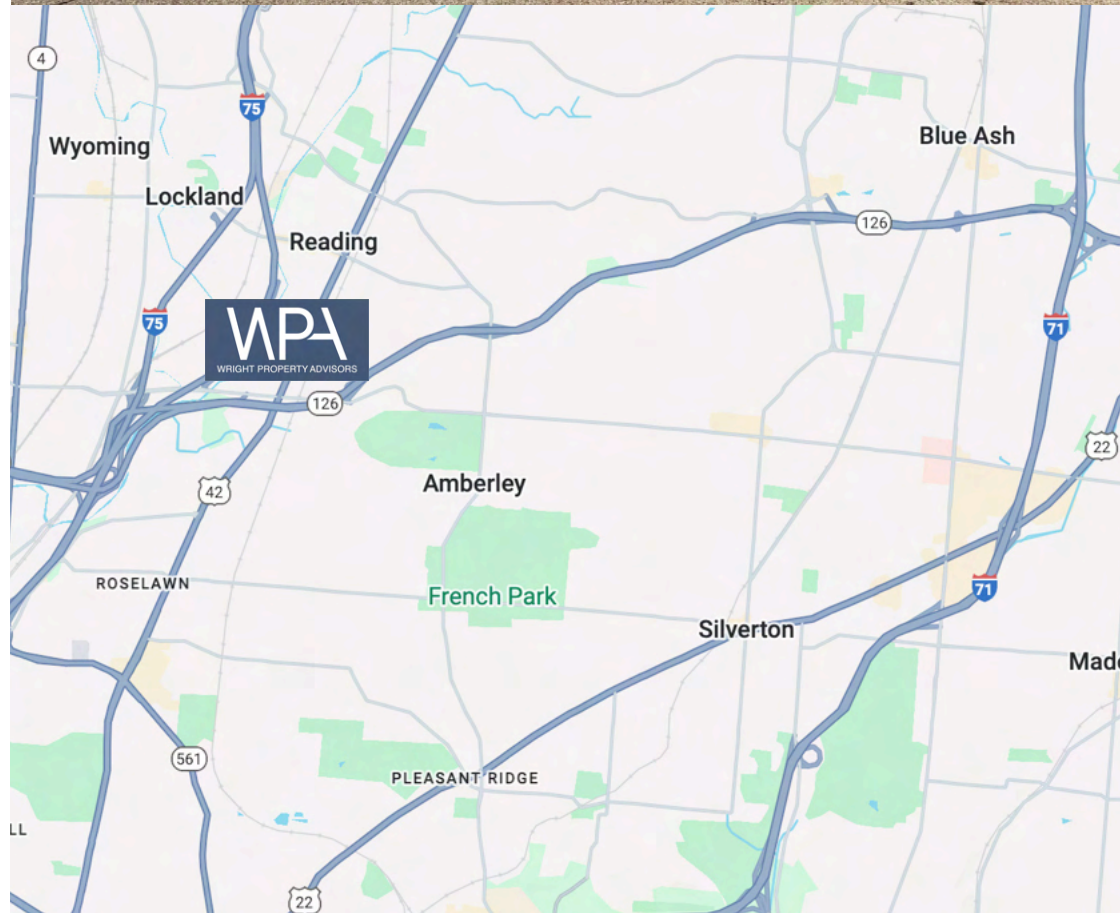 4
75
Wyoming
Blue Ash
Lockland
126
Reading
75
WPA
WRIGHT PROPERTY ADVISORS
71
126
22
42
Amberley
ROSELAWN
French Park
71
Silverton
Made
561
PLEASANT RIDGE
LL
22